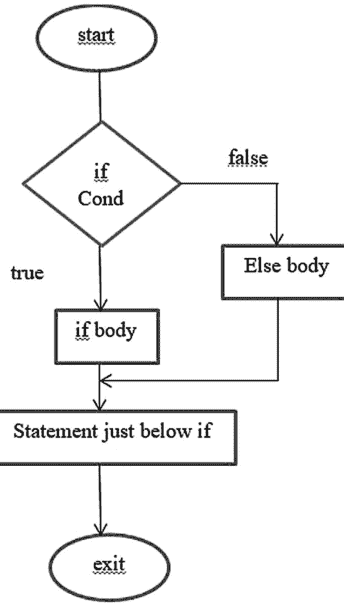 start
if
Cond
false
true
Else body
if body
Statement just below if
exit